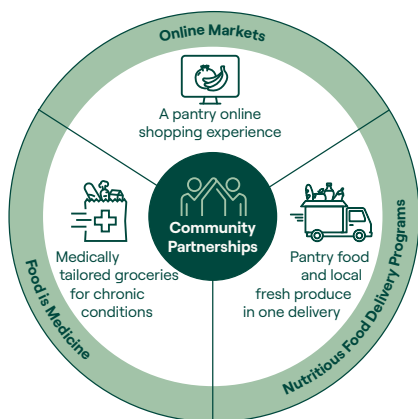 Online Markets
A pantry online
shopping experience
Community
Partnerships
Medically
tailored groceries
for chronic
conditions
Food is Medicine
Pantry food
and local
fresh produce
in one delivery
Nutritious Food Delivery Programs